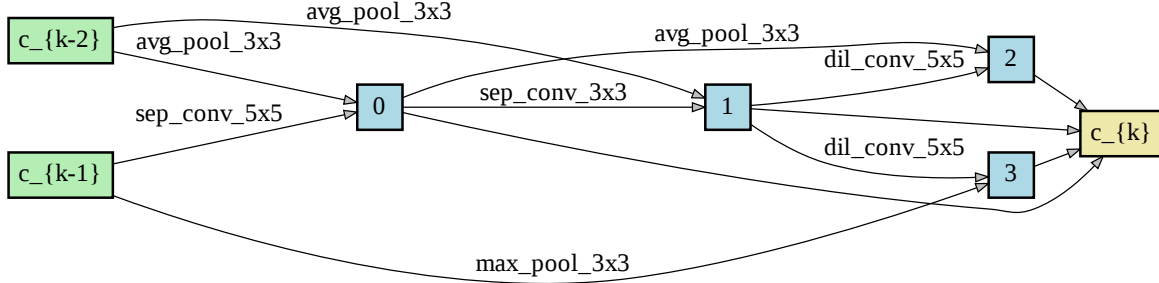 avg_pool_3x3
c_{k-2}
avg_pool_3x3
avg_pool_3x3
2
dil_conv_5x5
sep_conv_5x5
0
sep_conv_3x3
1
c_{k}
c_{k-1}
dil_conv_5x5
3
max_pool_3x3